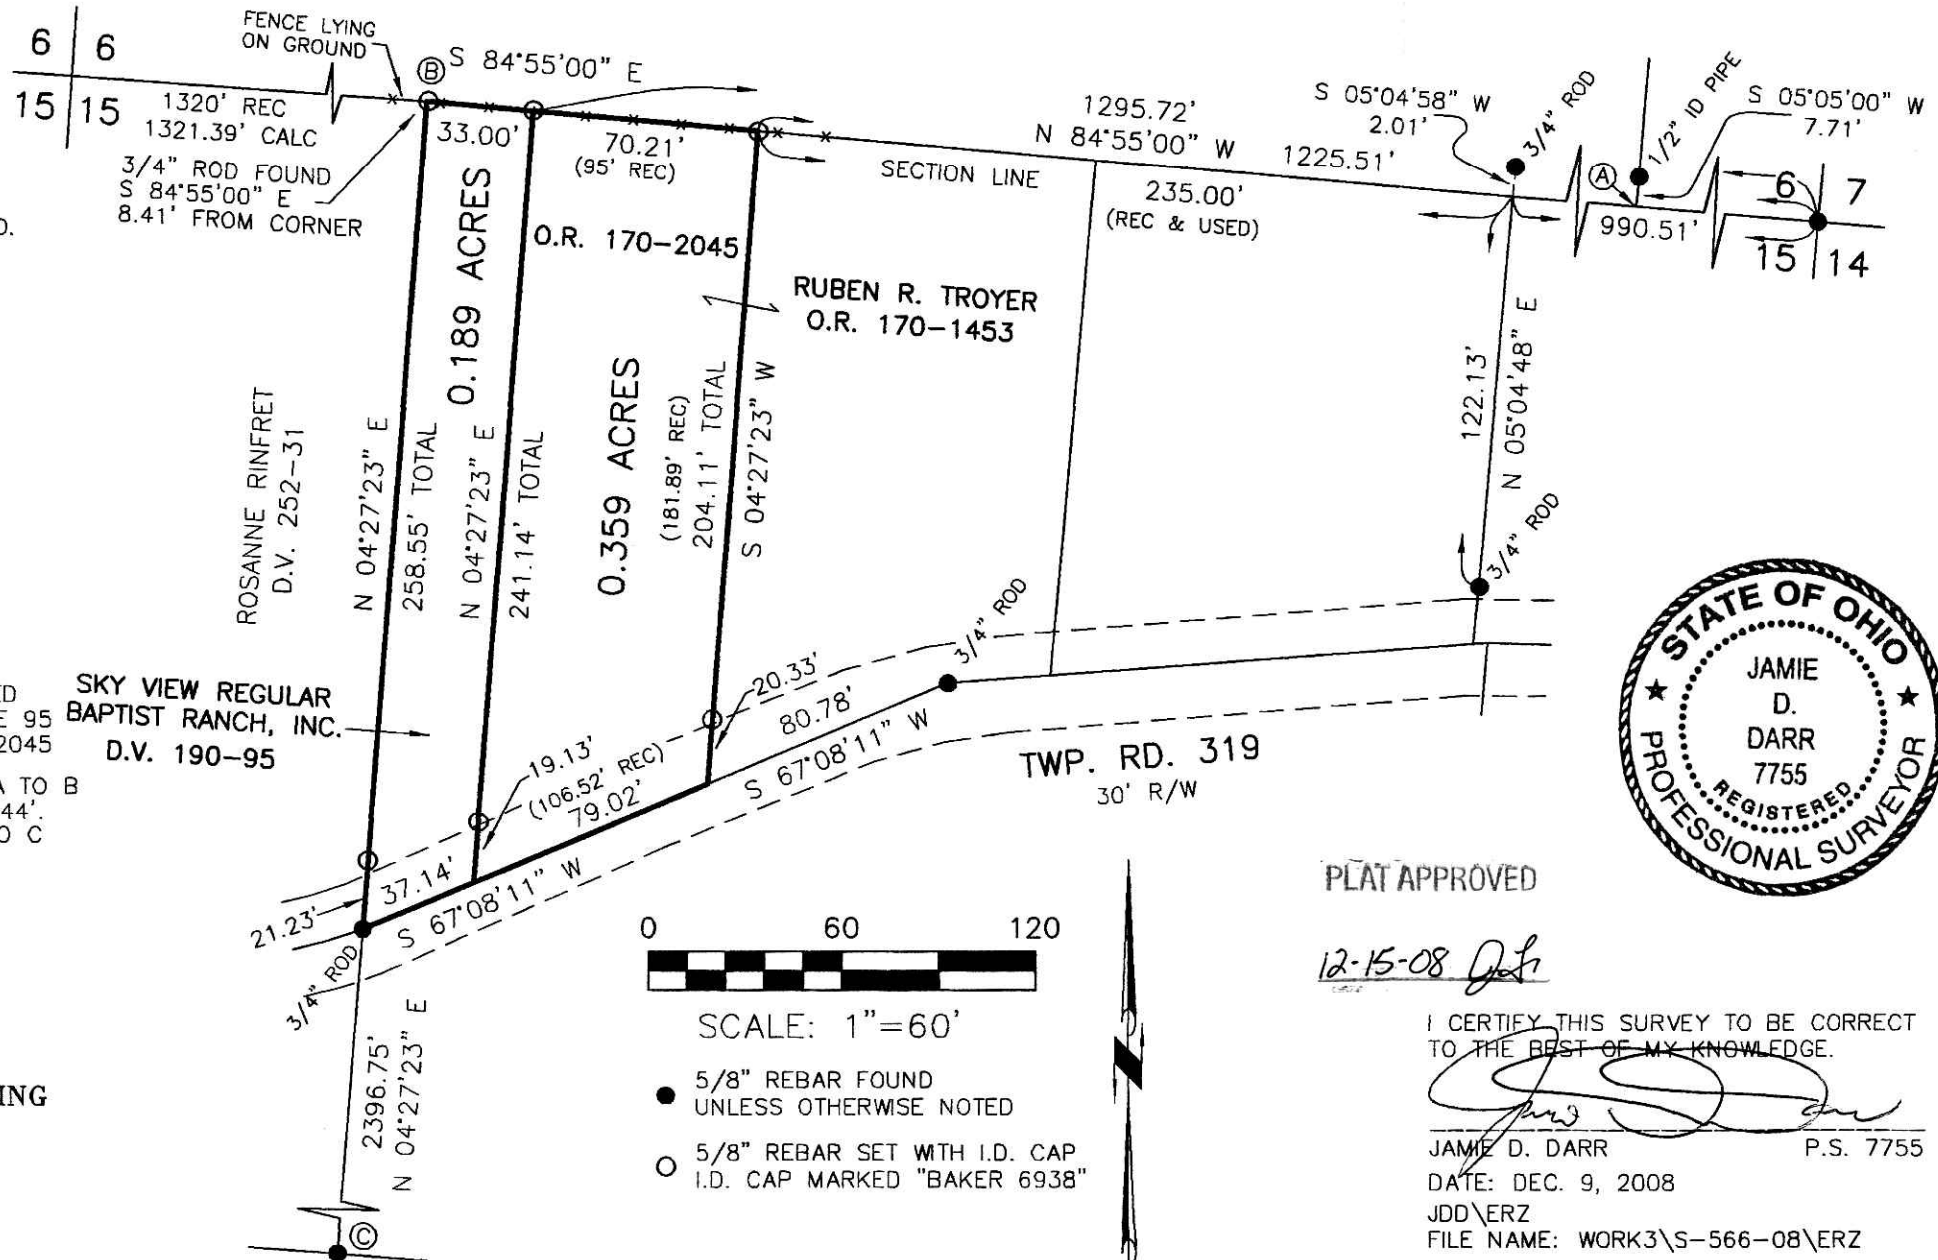 6 6
15 15
FENCE LYING
ON GROUND
Ⓑ
S 84°55'00" E
1320' REC
1321.39' CALC
3/4" ROD FOUND
S 84°55'00" E
8.41' FROM CORNER
33.00'
70.21'
(95' REC)
SECTION LINE
1295.72'
N 84°55'00" W
1225.51'
235.00'
(REC & USED)
S 05°04'58" W
2.01'
3/4" ROD
Ⓐ
1/2" ID PIPE
S 05°05'00" W
7.71'
990.51'
6 7
15 14
O.R. 170-2045
RUBEN R. TROYER
O.R. 170-1453
0.189 ACRES
0.359 ACRES
ROSANNE RINFRET
D.V. 252-31
N 04°27'23" E
258.55' TOTAL
N 04°27'23" E
241.14' TOTAL
(181.89' REC)
204.11' TOTAL
S 04°27'23" W
122.13'
N 05°04'48" E
3/4" ROD
3/4" ROD
SKY VIEW REGULAR
BAPTIST RANCH, INC.
D.V. 190-95
E 95
2045
A TO B
44'.
O C
20.33'
80.78'
S 67°08'11" W
19.13'
(106.52' REC)
79.02'
37.14'
S 67°08'11" W
21.23'
3/4" ROD
TWP. RD. 319
30' R/W
2396.75'
N 04°27'23" E
Ⓒ
ING
0 60 120
SCALE: 1"=60'
5/8" REBAR FOUND
UNLESS OTHERWISE NOTED
5/8" REBAR SET WITH I.D. CAP
I.D. CAP MARKED "BAKER 6938"
STATE OF OHIO
JAMIE
D.
DARR
7755
REGISTERED
PROFESSIONAL SURVEYOR
PLAT APPROVED
12-15-08
I CERTIFY THIS SURVEY TO BE CORRECT
TO THE BEST OF MY KNOWLEDGE.
JAMIE D. DARR P.S. 7755
DATE: DEC. 9, 2008
JDD\ERZ
FILE NAME: WORK3\S-566-08\ERZ